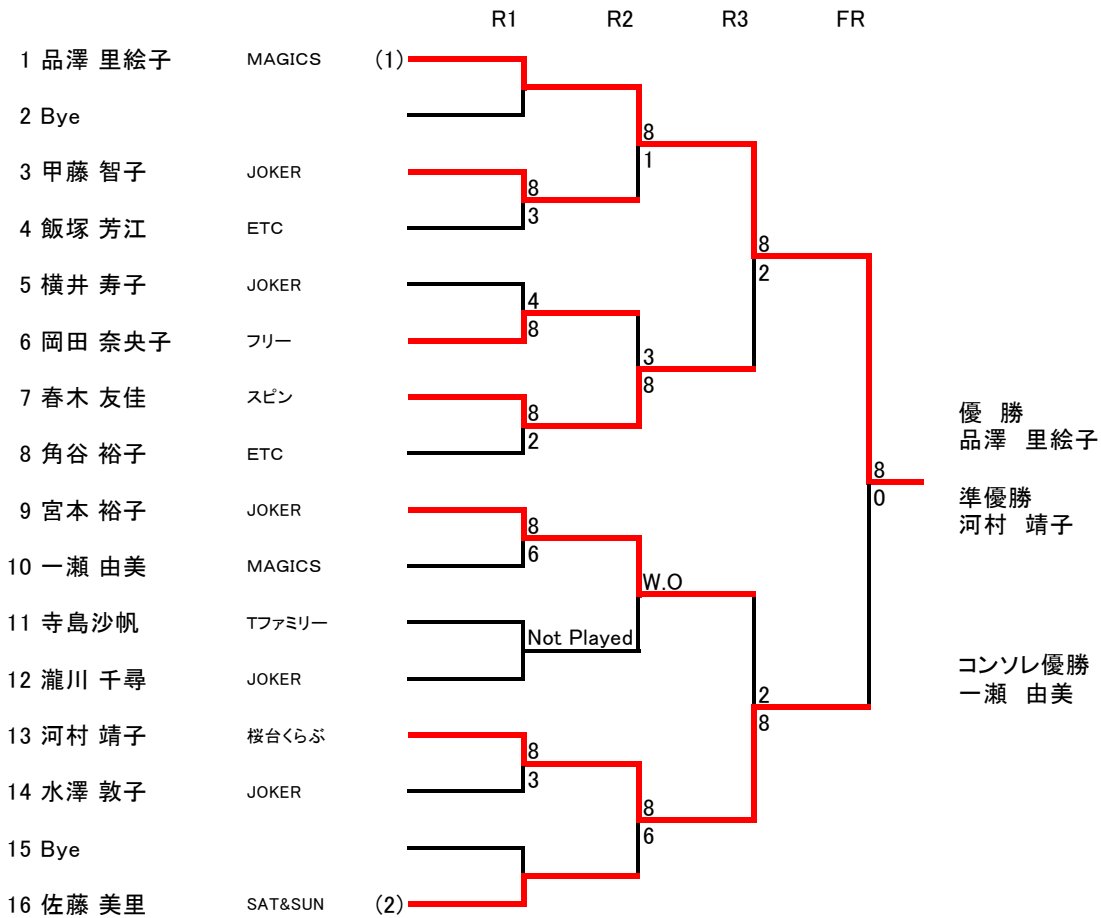 R1 R2 R3 FR
1 品澤 里絵子 MAGICS (1)
2 Bye
8
3 甲藤 智子 JOKER 1
8
3
4 飯塚 芳江 ETC
8
5 横井 寿子 JOKER 2
4
6 岡田 奈央子 フリー 8
3
7 春木 友佳 スピン 8
8
優 勝
8 角谷 裕子 ETC 2
品澤 里絵子
8
9 宮本 裕子 JOKER 0
準優勝
8
河村 靖子
6
10 一瀬 由美 MAGICS
W.O
11 寺島沙帆 Tファミリー
Not Played
コンソレ優勝
12 瀧川 千尋 JOKER
2
一瀬 由美
8
13 河村 靖子 桜台くらぶ
8
3
14 水澤 敦子 JOKER
8
6
15 Bye
16 佐藤 美里 SAT&SUN (2)